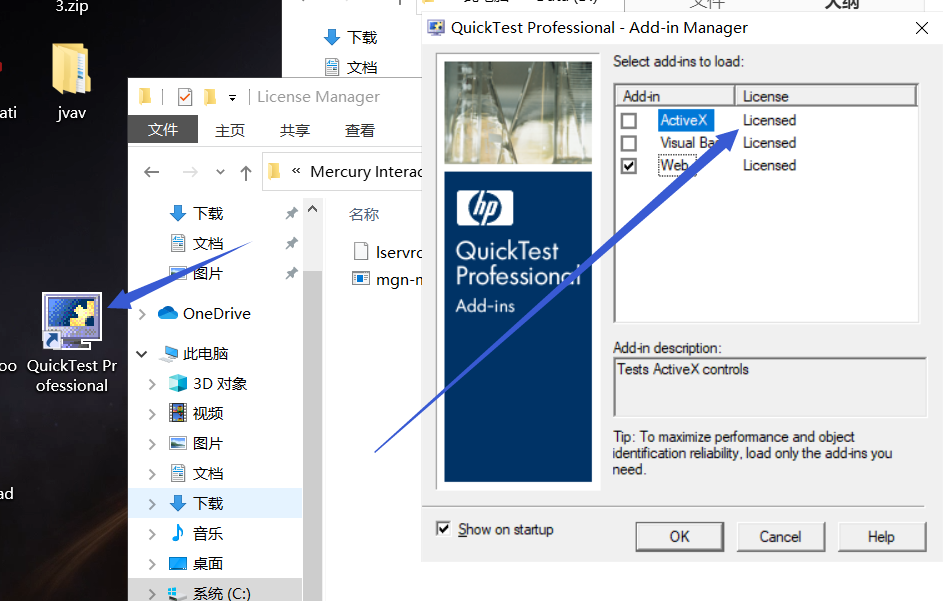 3.zip
jvav
ati
QuickTest Pr
ofessional
oo
ad
下载
文档
License Manager
文件
主页
共享
查看
« Mercury Interac
下载
文档
图片
OneDrive
此电脑
3D 对象
视频
图片
文档
下载
音乐
桌面
系统 (C:)
名称
lservrc
mgn-m
QuickTest Professional - Add-in Manager
hp
QuickTest
Professional
Add-ins
Select add-ins to load:
Add-in
License
ActiveX
Licensed
Visual Ba
Licensed
Web
Licensed
Add-in description:
Tests ActiveX controls
Tip: To maximize performance and object
identification reliability, load only the add-ins you
need.
Show on startup
OK
Cancel
Help